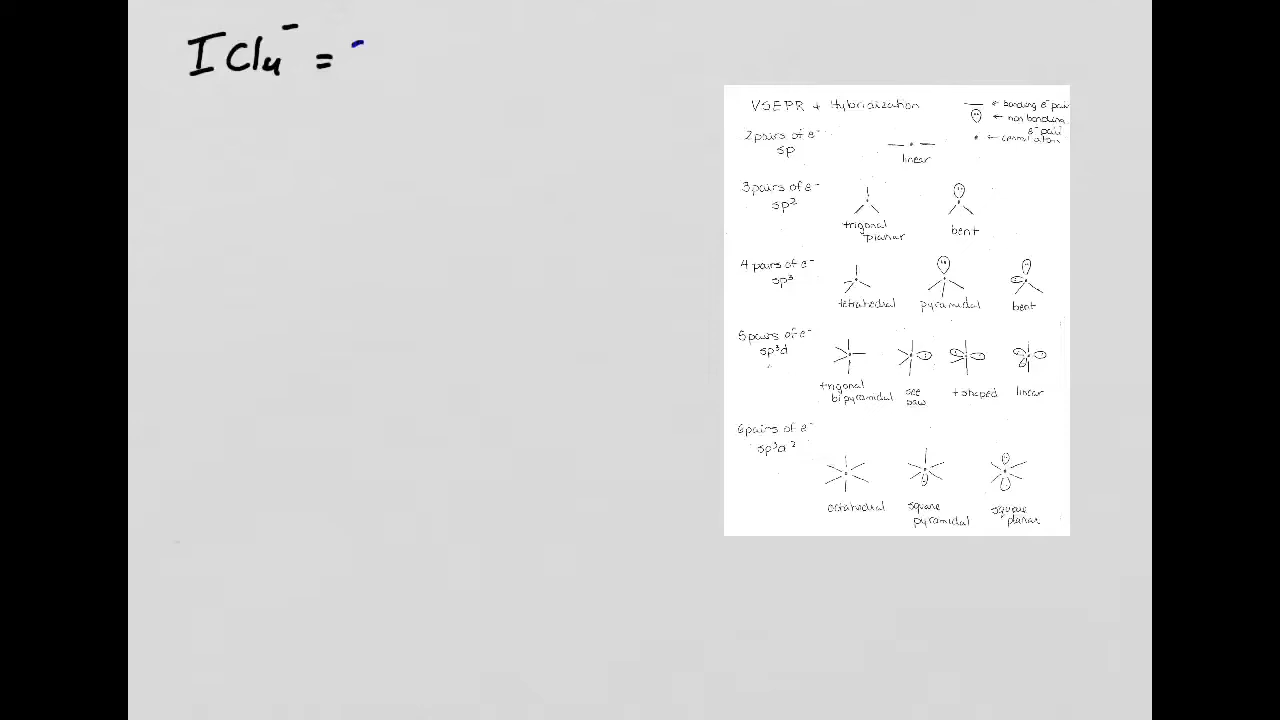 ICl4⁻ =
VSEPR + Hybridization
← bonding e⁻ pair
← non bonding e⁻ pair
← central atom
2 pairs of e⁻
sp
linear
3 pairs of e⁻
sp2
trigonal planar
bent
4 pairs of e⁻
sp3
tetrahedral
pyramidal
bent
5 pairs of e⁻
sp3d
trigonal bipyramidal
see saw
t shaped
linear
6 pairs of e⁻
sp3d2
octahedral
square pyramidal
square planar